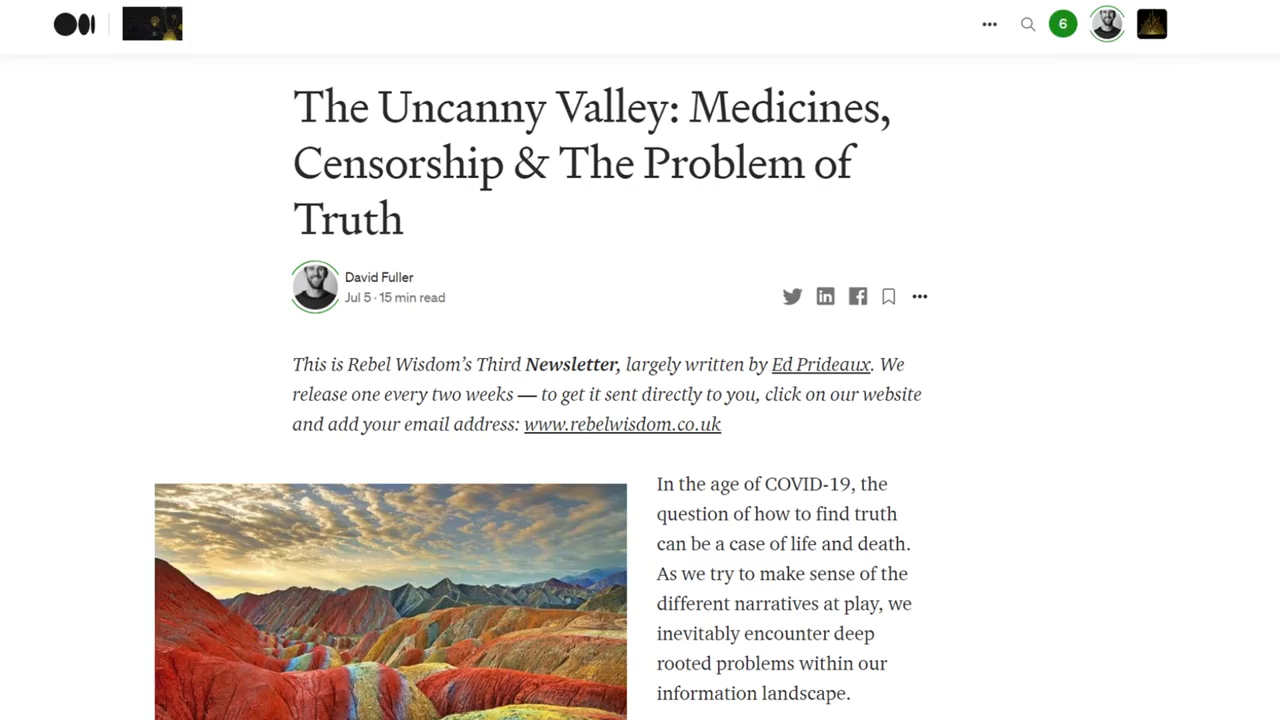 6
The Uncanny Valley: Medicines,
Censorship & The Problem of
Truth
David Fuller
Jul 5 · 15 min read
This is Rebel Wisdom’s Third Newsletter, largely written by Ed Prideaux. We
release one every two weeks — to get it sent directly to you, click on our website
and add your email address: www.rebelwisdom.co.uk
In the age of COVID-19, the
question of how to find truth
can be a case of life and death.
As we try to make sense of the
different narratives at play, we
inevitably encounter deep
rooted problems within our
information landscape.